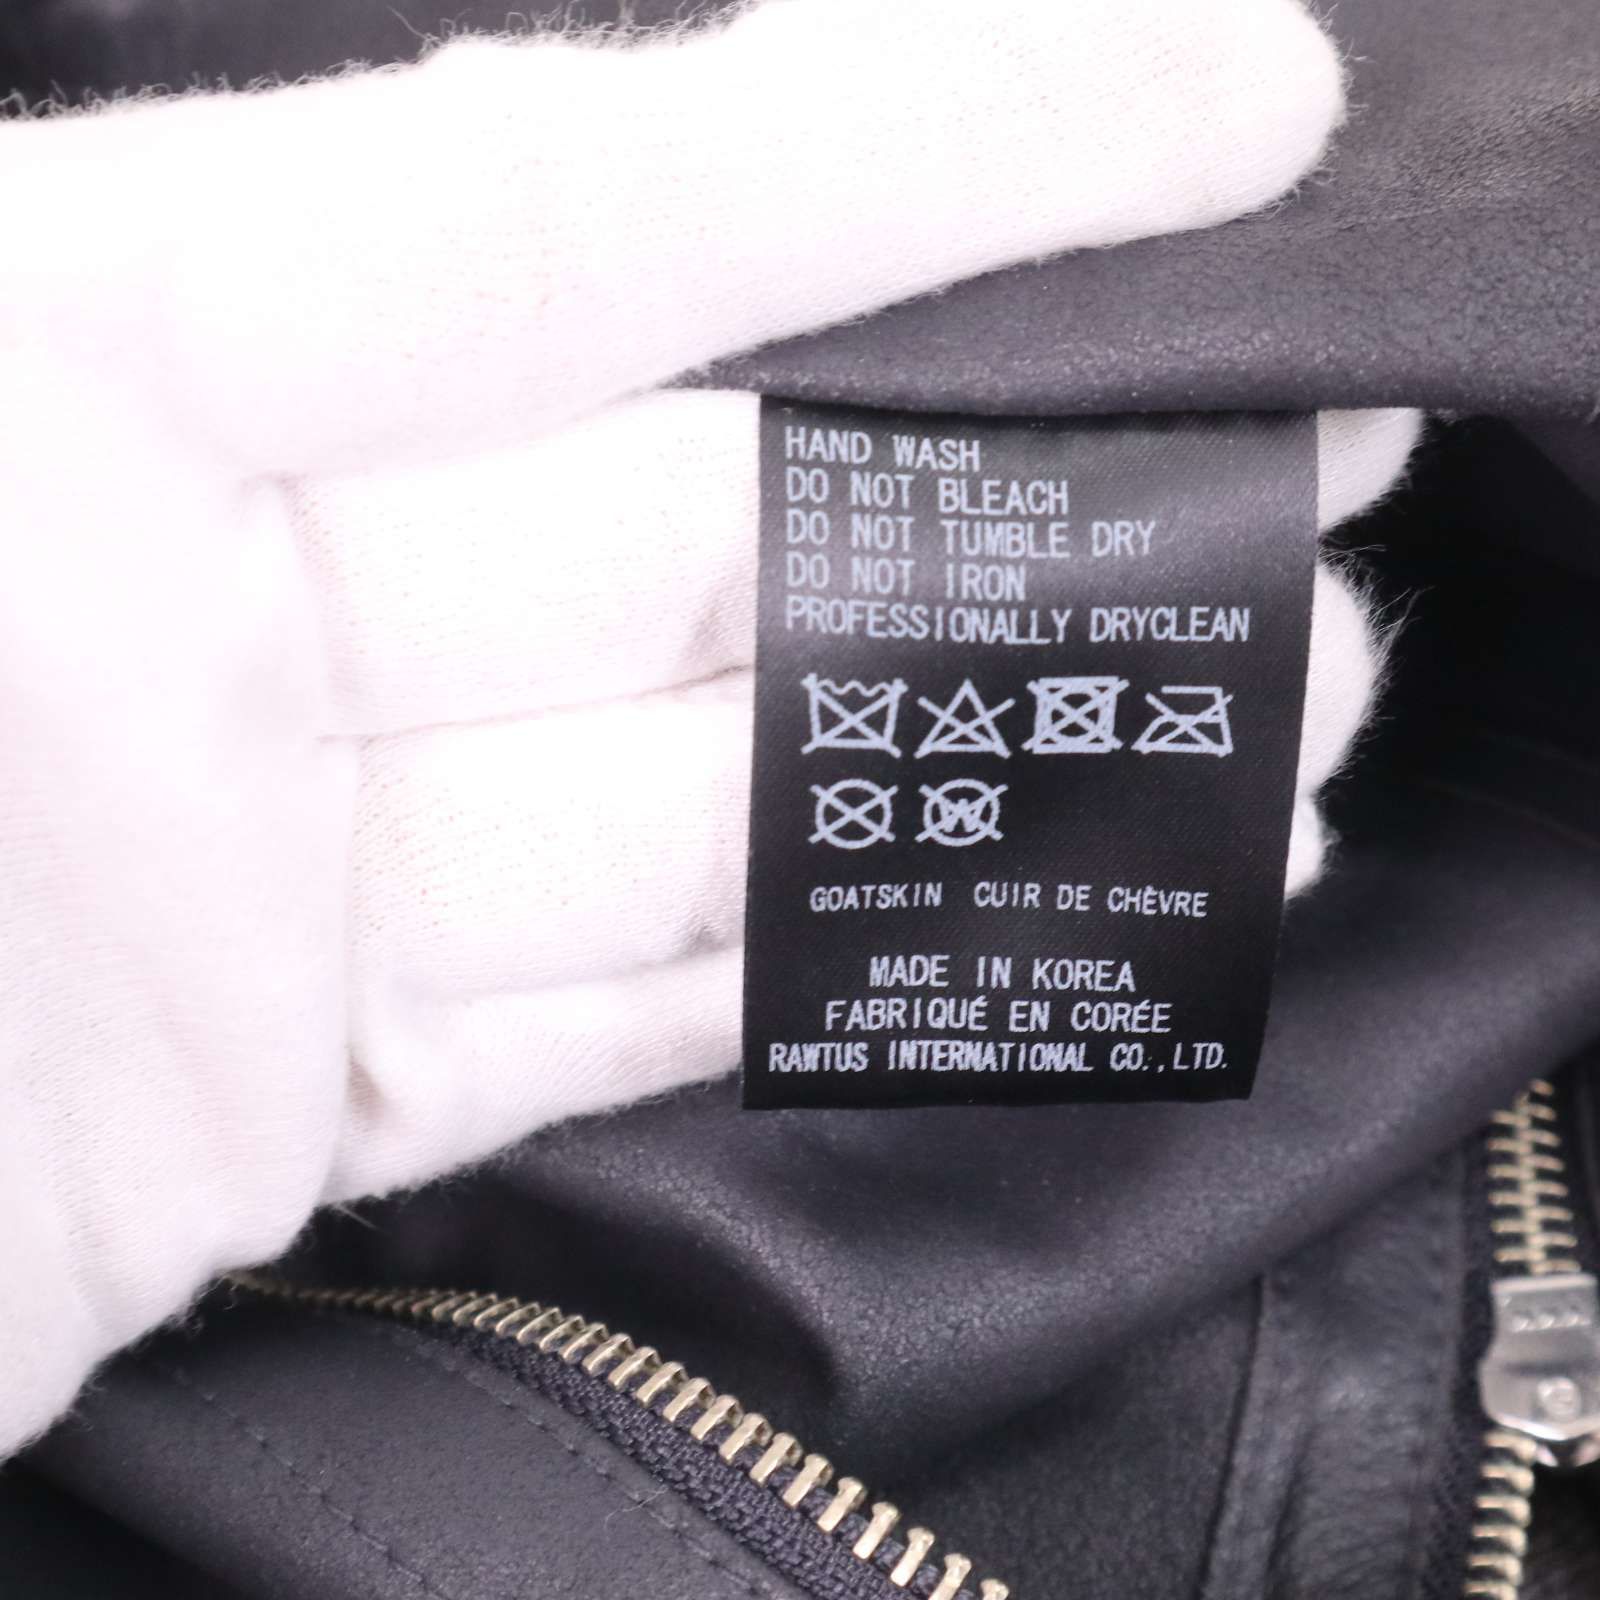 HAND WASH
DO NOT BLEACH
DO NOT TUMBLE DRY
DO NOT IRON
PROFESSIONALLY DRYCLEAN
W
GOATSKIN CUIR DE CHÈVRE
MADE IN KOREA
FABRIQUÉ EN CORÉE
RAWTUS INTERNATIONAL CO., LTD.